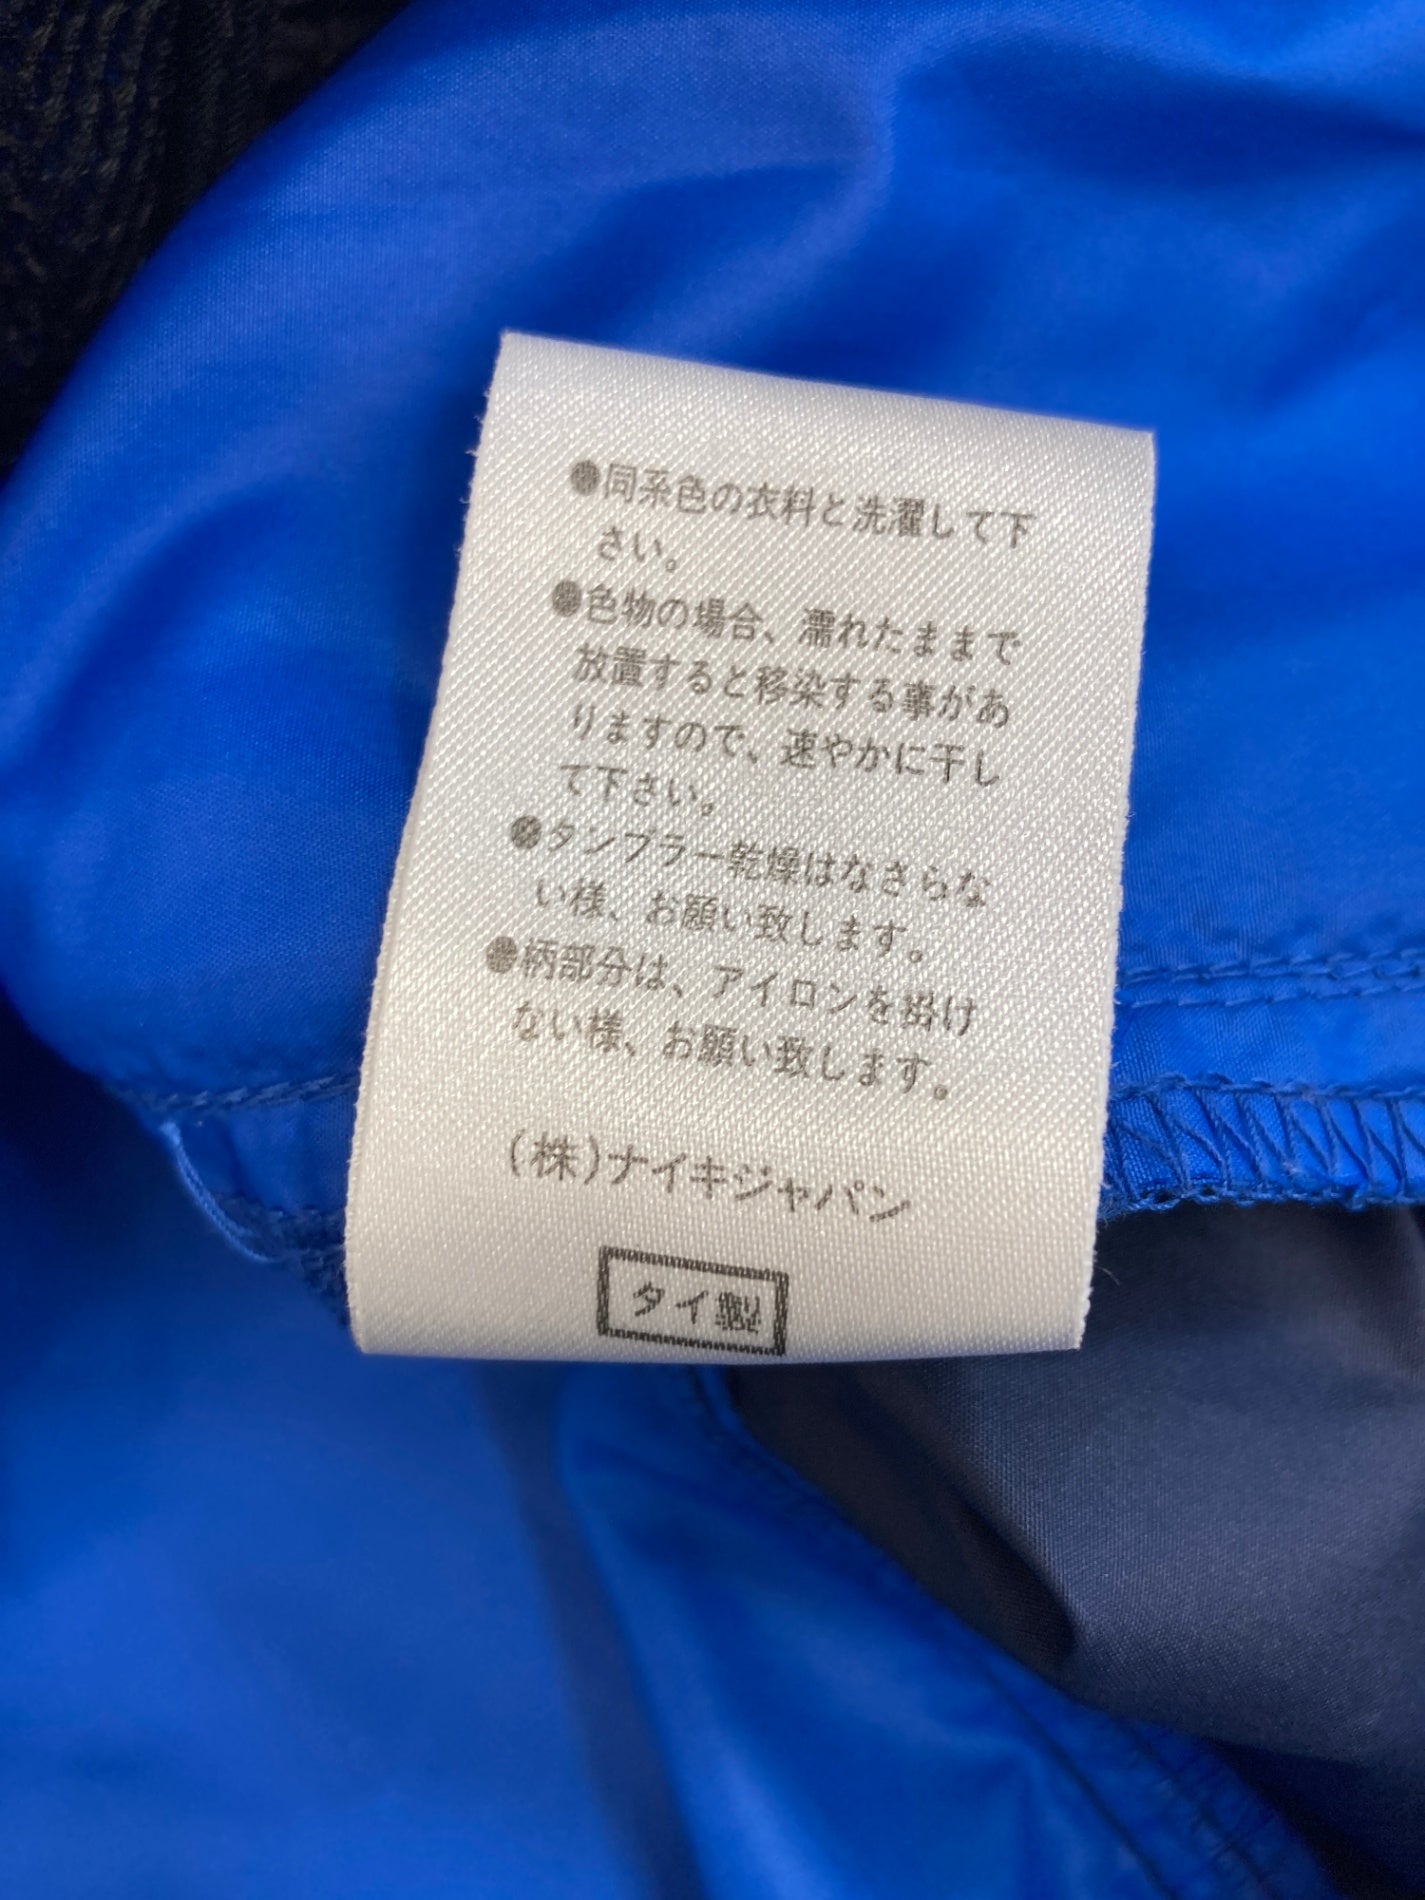 ●同系色の衣料と洗濯して下
さい。
●色物の場合、濡れたままで
放置すると移染する事があ
りますので、速やかに干し
て下さい。
●タンブラー乾燥はなさらな
い様、お願い致します。
●柄部分は、アイロンを掛け
ない様、お願い致します。
(株)ナイキジャパン
タイ製